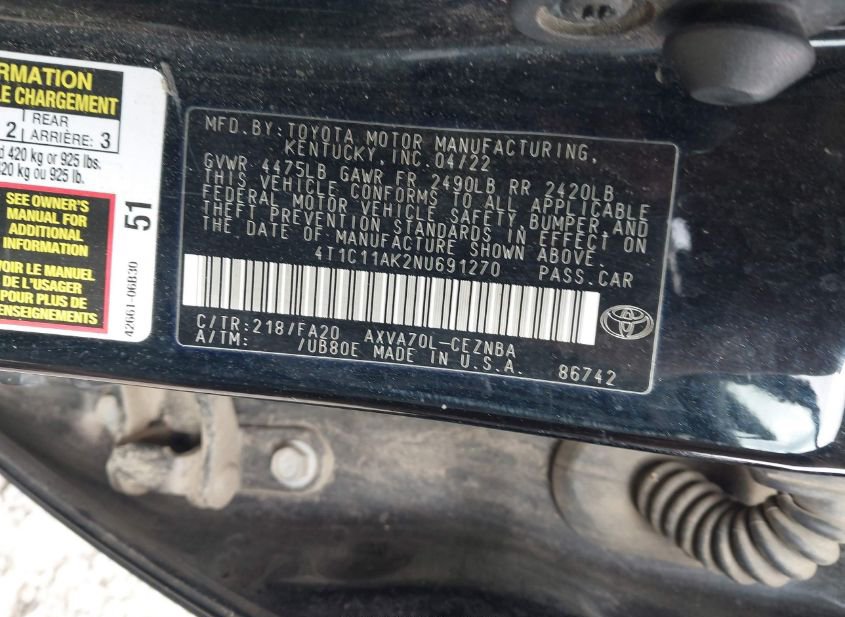 RMATION
LE CHARGEMENT
2
REAR
ARRIÈRE: 3
d 420 kg or 925 lbs.
420 kg ou 925 lb.
SEE OWNER'S
MANUAL FOR
ADDITIONAL
INFORMATION
VOIR LE MANUEL
DE L'USAGER
POUR PLUS DE
RENSEIGNEMENTS
51
42661-06B30
MFD.BY:TOYOTA MOTOR MANUFACTURING,
KENTUCKY, INC. 04/22
GVWR 4475LB GAWR FR 2490LB RR 2420LB
THIS VEHICLE CONFORMS TO ALL APPLICABLE
FEDERAL MOTOR VEHICLE SAFETY, BUMPER, AND
THEFT PREVENTION STANDARDS IN EFFECT ON
THE DATE OF MANUFACTURE SHOWN ABOVE.
4T1C11AK2NU691270 PASS.CAR
C/TR:218/FA20 AXVA70L-CEZNBA
A/TM: /UB80E MADE IN U.S.A. 86742